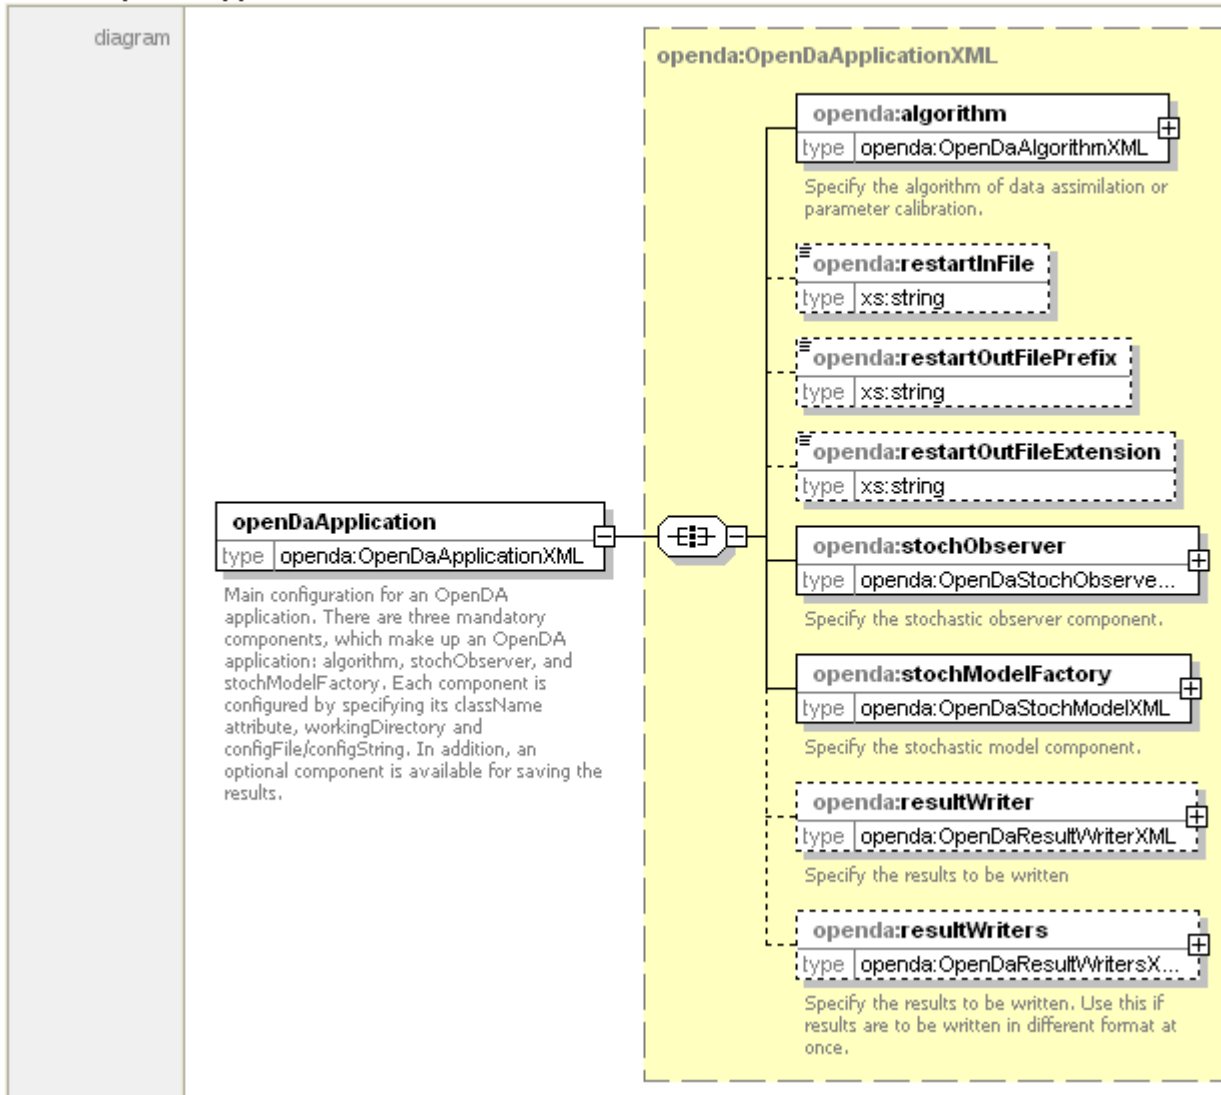 diagram
openda:OpenDaApplicationXML
openda:algorithm
type openda:OpenDaAlgorithmXML
Specify the algorithm of data assimilation or
parameter calibration.
openda:restartInFile
type xs:string
openda:restartOutFilePrefix
type xs:string
openda:restartOutFileExtension
type xs:string
openDaApplication
type openda:OpenDaApplicationXML
Main configuration for an OpenDA
application. There are three mandatory
components, which make up an OpenDA
application: algorithm, stochObserver, and
stochModelFactory. Each component is
configured by specifying its className
attribute, workingDirectory and
configFile/configString. In addition, an
optional component is available for saving the
results.
openda:stochObserver
type openda:OpenDaStochObserve...
Specify the stochastic observer component.
openda:stochModelFactory
type openda:OpenDaStochModelXML
Specify the stochastic model component.
openda:resultWriter
type openda:OpenDaResultWriterXML
Specify the results to be written
openda:resultWriters
type openda:OpenDaResultWritersX...
Specify the results to be written. Use this if
results are to be written in different format at
once.